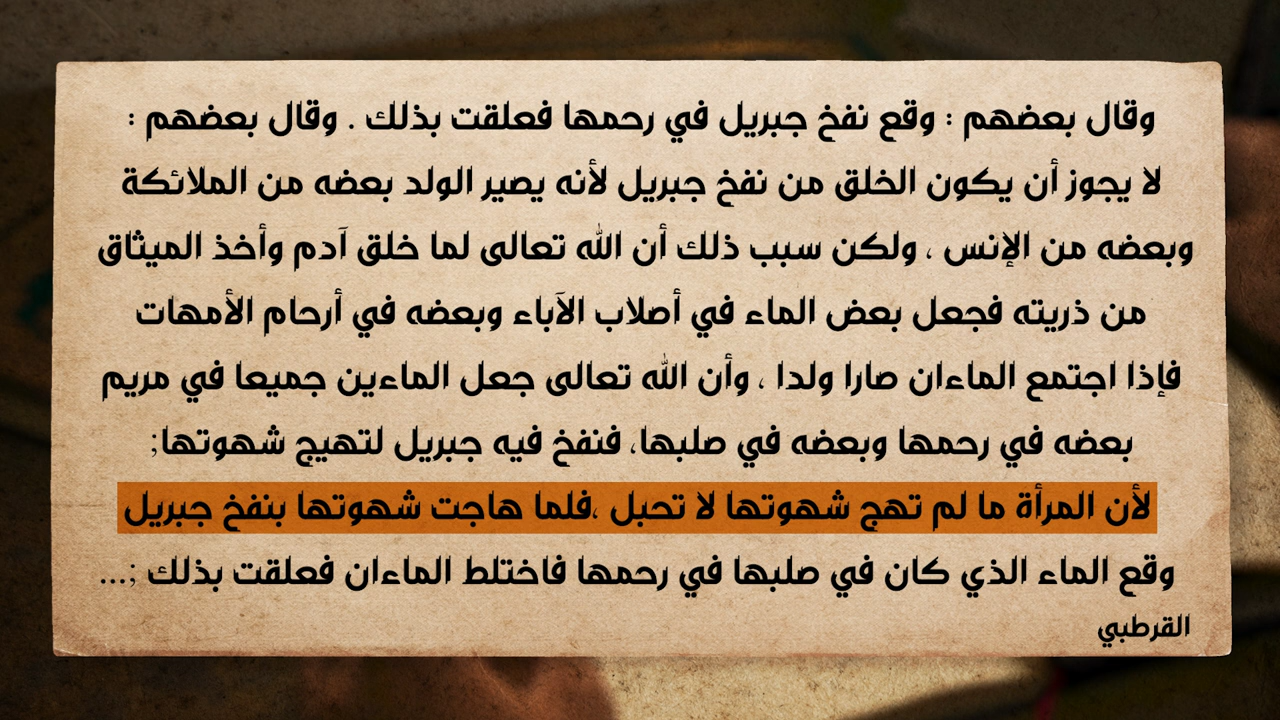 وقال بعضهم : وقع نفخ جبريل في رحمها فعلقت بذلك . وقال بعضهم :
لا يجوز أن يكون الخلق من نفخ جبريل لأنه يصير الولد بعضه من الملائكة
وبعضه من الإنس ، ولكن سبب ذلك أن الله تعالى لما خلق آدم وأخذ الميثاق
من ذريته فجعل بعض الماء في أصلاب الآباء وبعضه في أرحام الأمهات
فإذا اجتمع الماءان صارا ولدا ، وأن الله تعالى جعل الماءين جميعا في مريم
بعضه في رحمها وبعضه في صلبها، فنفخ فيه جبريل لتهيج شهوتها;
لأن المرأة ما لم تهج شهوتها لا تحبل ،فلما هاجت شهوتها بنفخ جبريل
وقع الماء الذي كان في صلبها في رحمها فاختلط الماءان فعلقت بذلك ;...
القرطبي